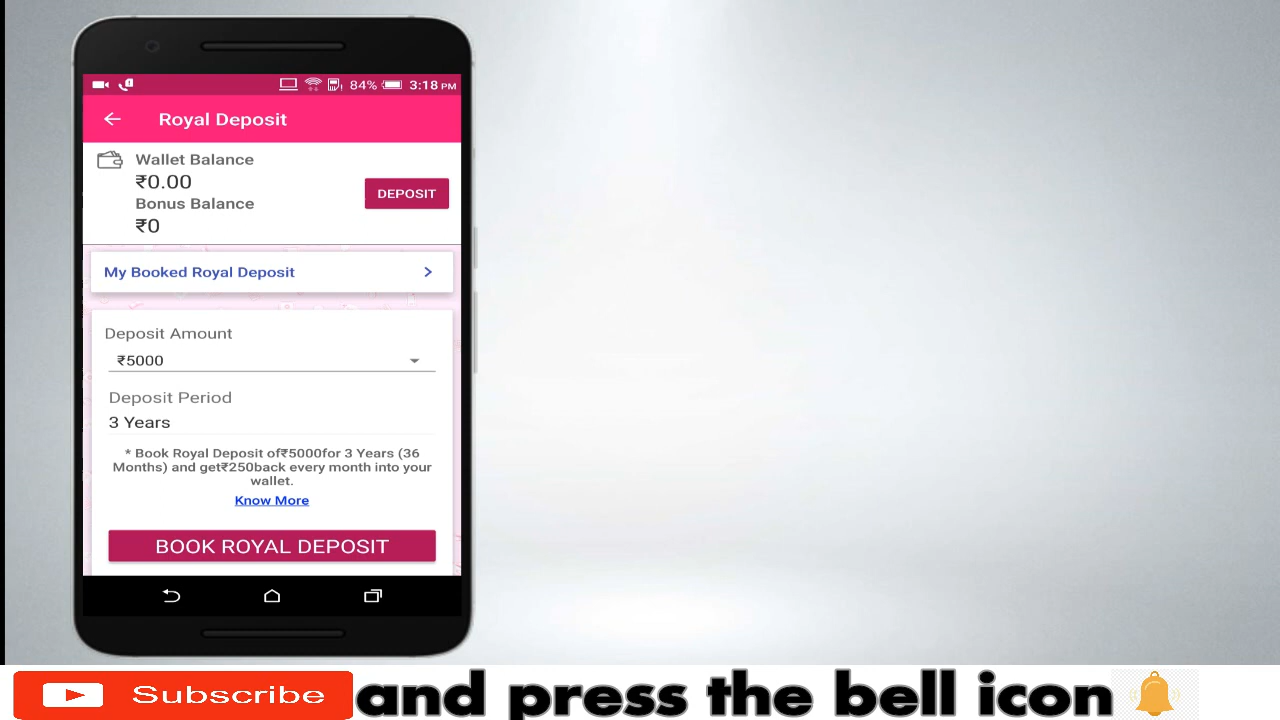 84% 3:18 PM
Royal Deposit
Wallet Balance
₹0.00
Bonus Balance
₹0
DEPOSIT
My Booked Royal Deposit
Deposit Amount
₹5000
Deposit Period
3 Years
* Book Royal Deposit of₹5000for 3 Years (36
Months) and get₹250back every month into your
wallet.
Know More
BOOK ROYAL DEPOSIT
Subscribe and press the bell icon